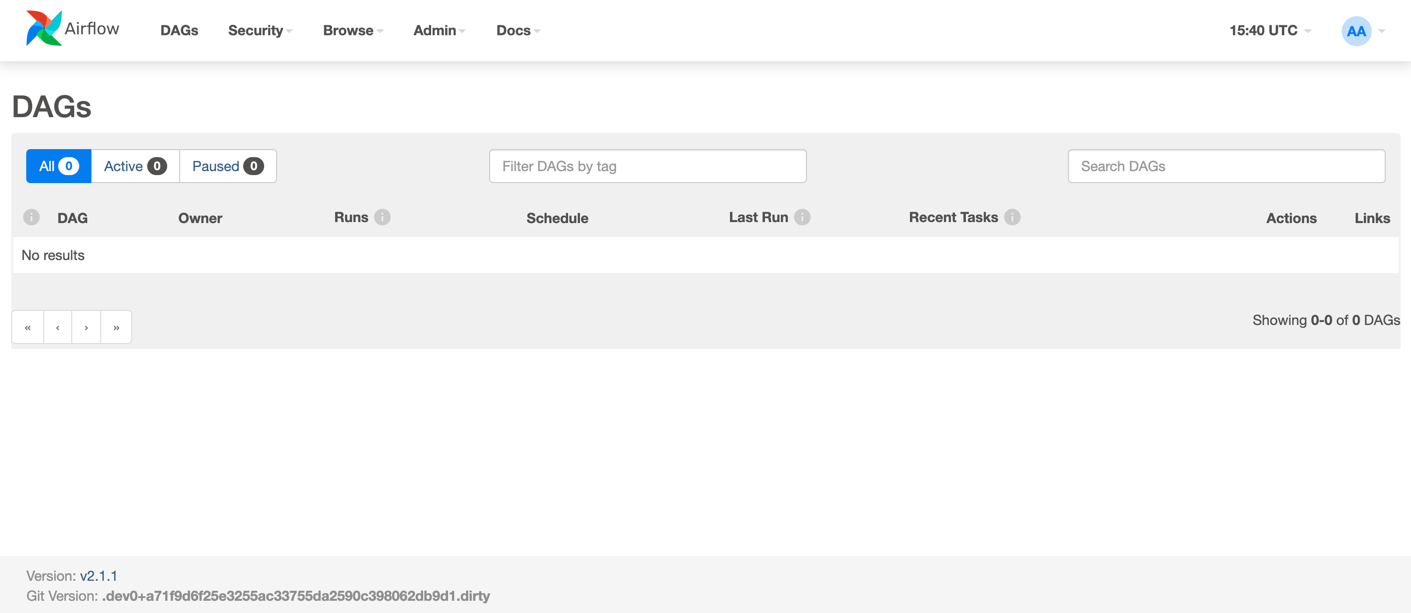 Airflow DAGs Security Browse Admin Docs 15:40 UTC AA
DAGs
All 0 Active 0 Paused 0 Filter DAGs by tag Search DAGs
i DAG Owner Runs i Schedule Last Run i Recent Tasks i Actions Links
No results
« ‹ › » Showing 0-0 of 0 DAGs
Version: v2.1.1
Git Version: .dev0+a71f9d6f25e3255ac33755da2590c398062db9d1.dirty